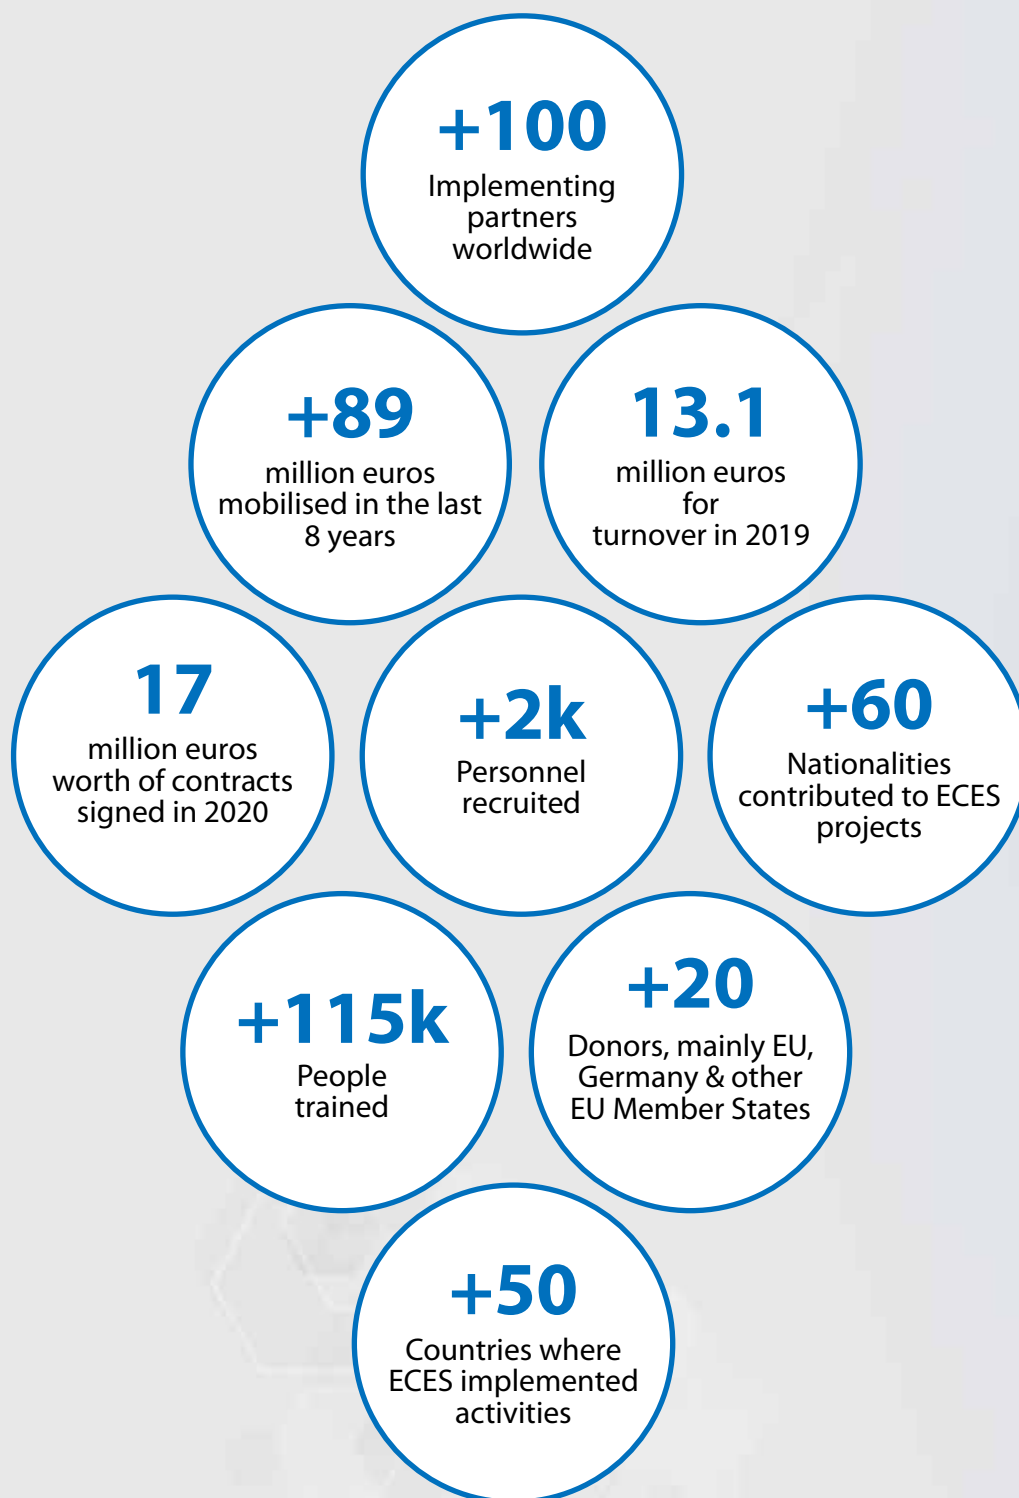 +100
Implementing
partners
worldwide
+89
million euros
mobilised in the last
8 years
13.1
million euros
for
turnover in 2019
17
million euros
worth of contracts
signed in 2020
+2k
Personnel
recruited
+60
Nationalities
contributed to ECES
projects
+115k
People
trained
+20
Donors, mainly EU,
Germany & other
EU Member States
+50
Countries where
ECES implemented
activities